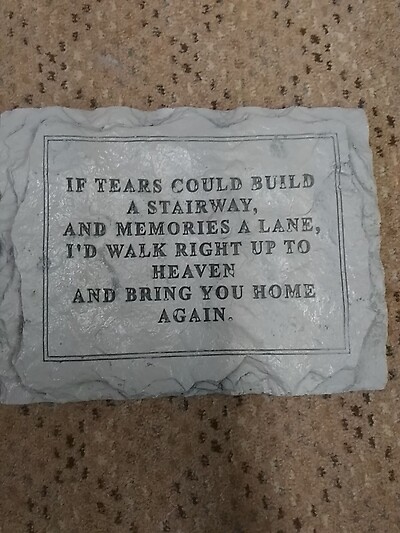 IF TEARS COULD BUILD
A STAIRWAY,
AND MEMORIES A LANE,
I'D WALK RIGHT UP TO
HEAVEN
AND BRING YOU HOME
AGAIN.